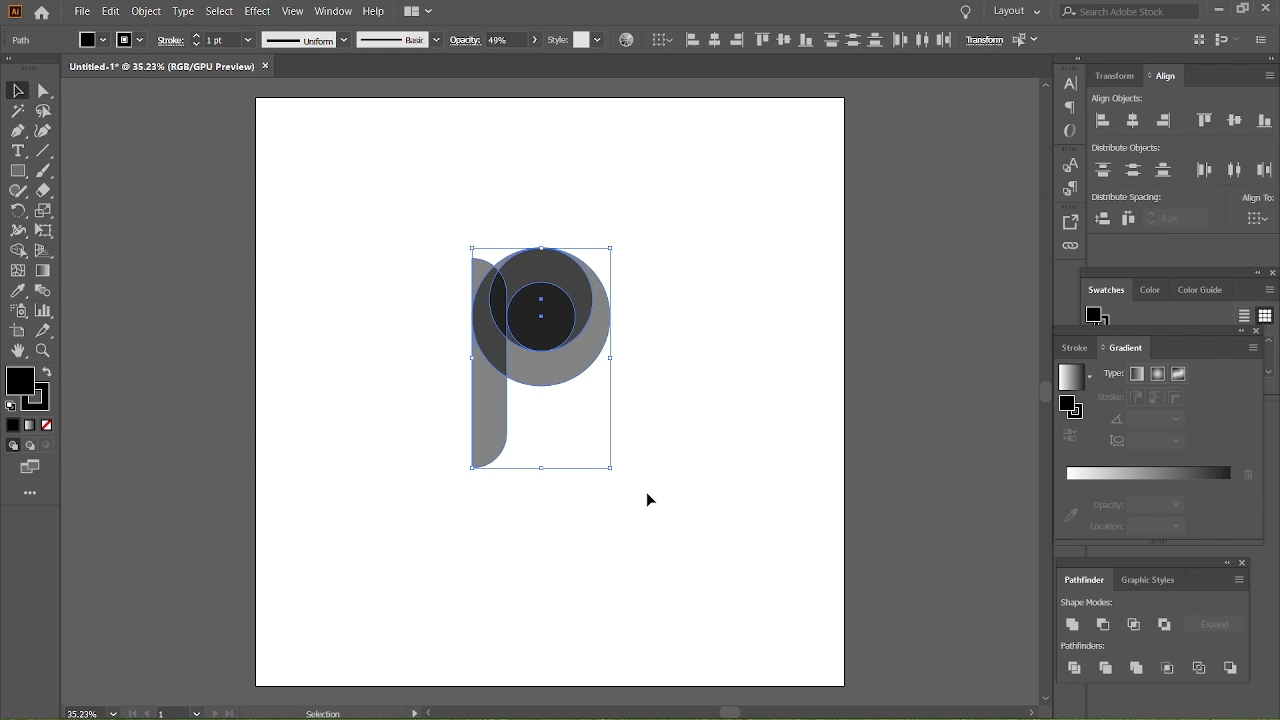 Ai File Edit Object Type Select Effect View Window Help Layout Search Adobe Stock
Path Stroke: 1 pt Uniform Basic Opacity: 49% Style: Transform
Untitled-1* @ 35.23% (RGB/GPU Preview) ×
Transform Align
Align Objects:
Distribute Objects:
Distribute Spacing: Align To:
0 px
Swatches Color Color Guide
Stroke Gradient
Type:
Stroke:
Opacity:
Location:
Pathfinder Graphic Styles
Shape Modes:
Expand
Pathfinders:
35.23% 1 Selection